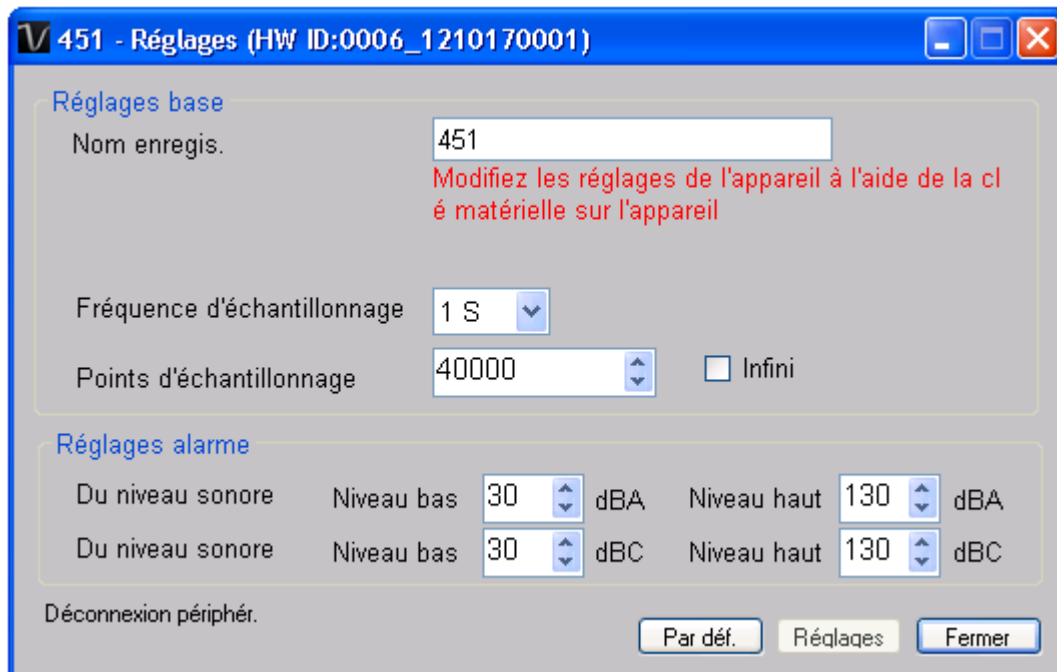 451 - Réglages (HW ID:0006_1210170001)
Réglages base
Nom enregis. 451
Modifiez les réglages de l'appareil à l'aide de la cl
é matérielle sur l'appareil
Fréquence d'échantillonnage 1 S
Points d'échantillonnage 40000 Infini
Réglages alarme
Du niveau sonore Niveau bas 30 dBA Niveau haut 130 dBA
Du niveau sonore Niveau bas 30 dBC Niveau haut 130 dBC
Déconnexion périphér.
Par déf. Réglages Fermer